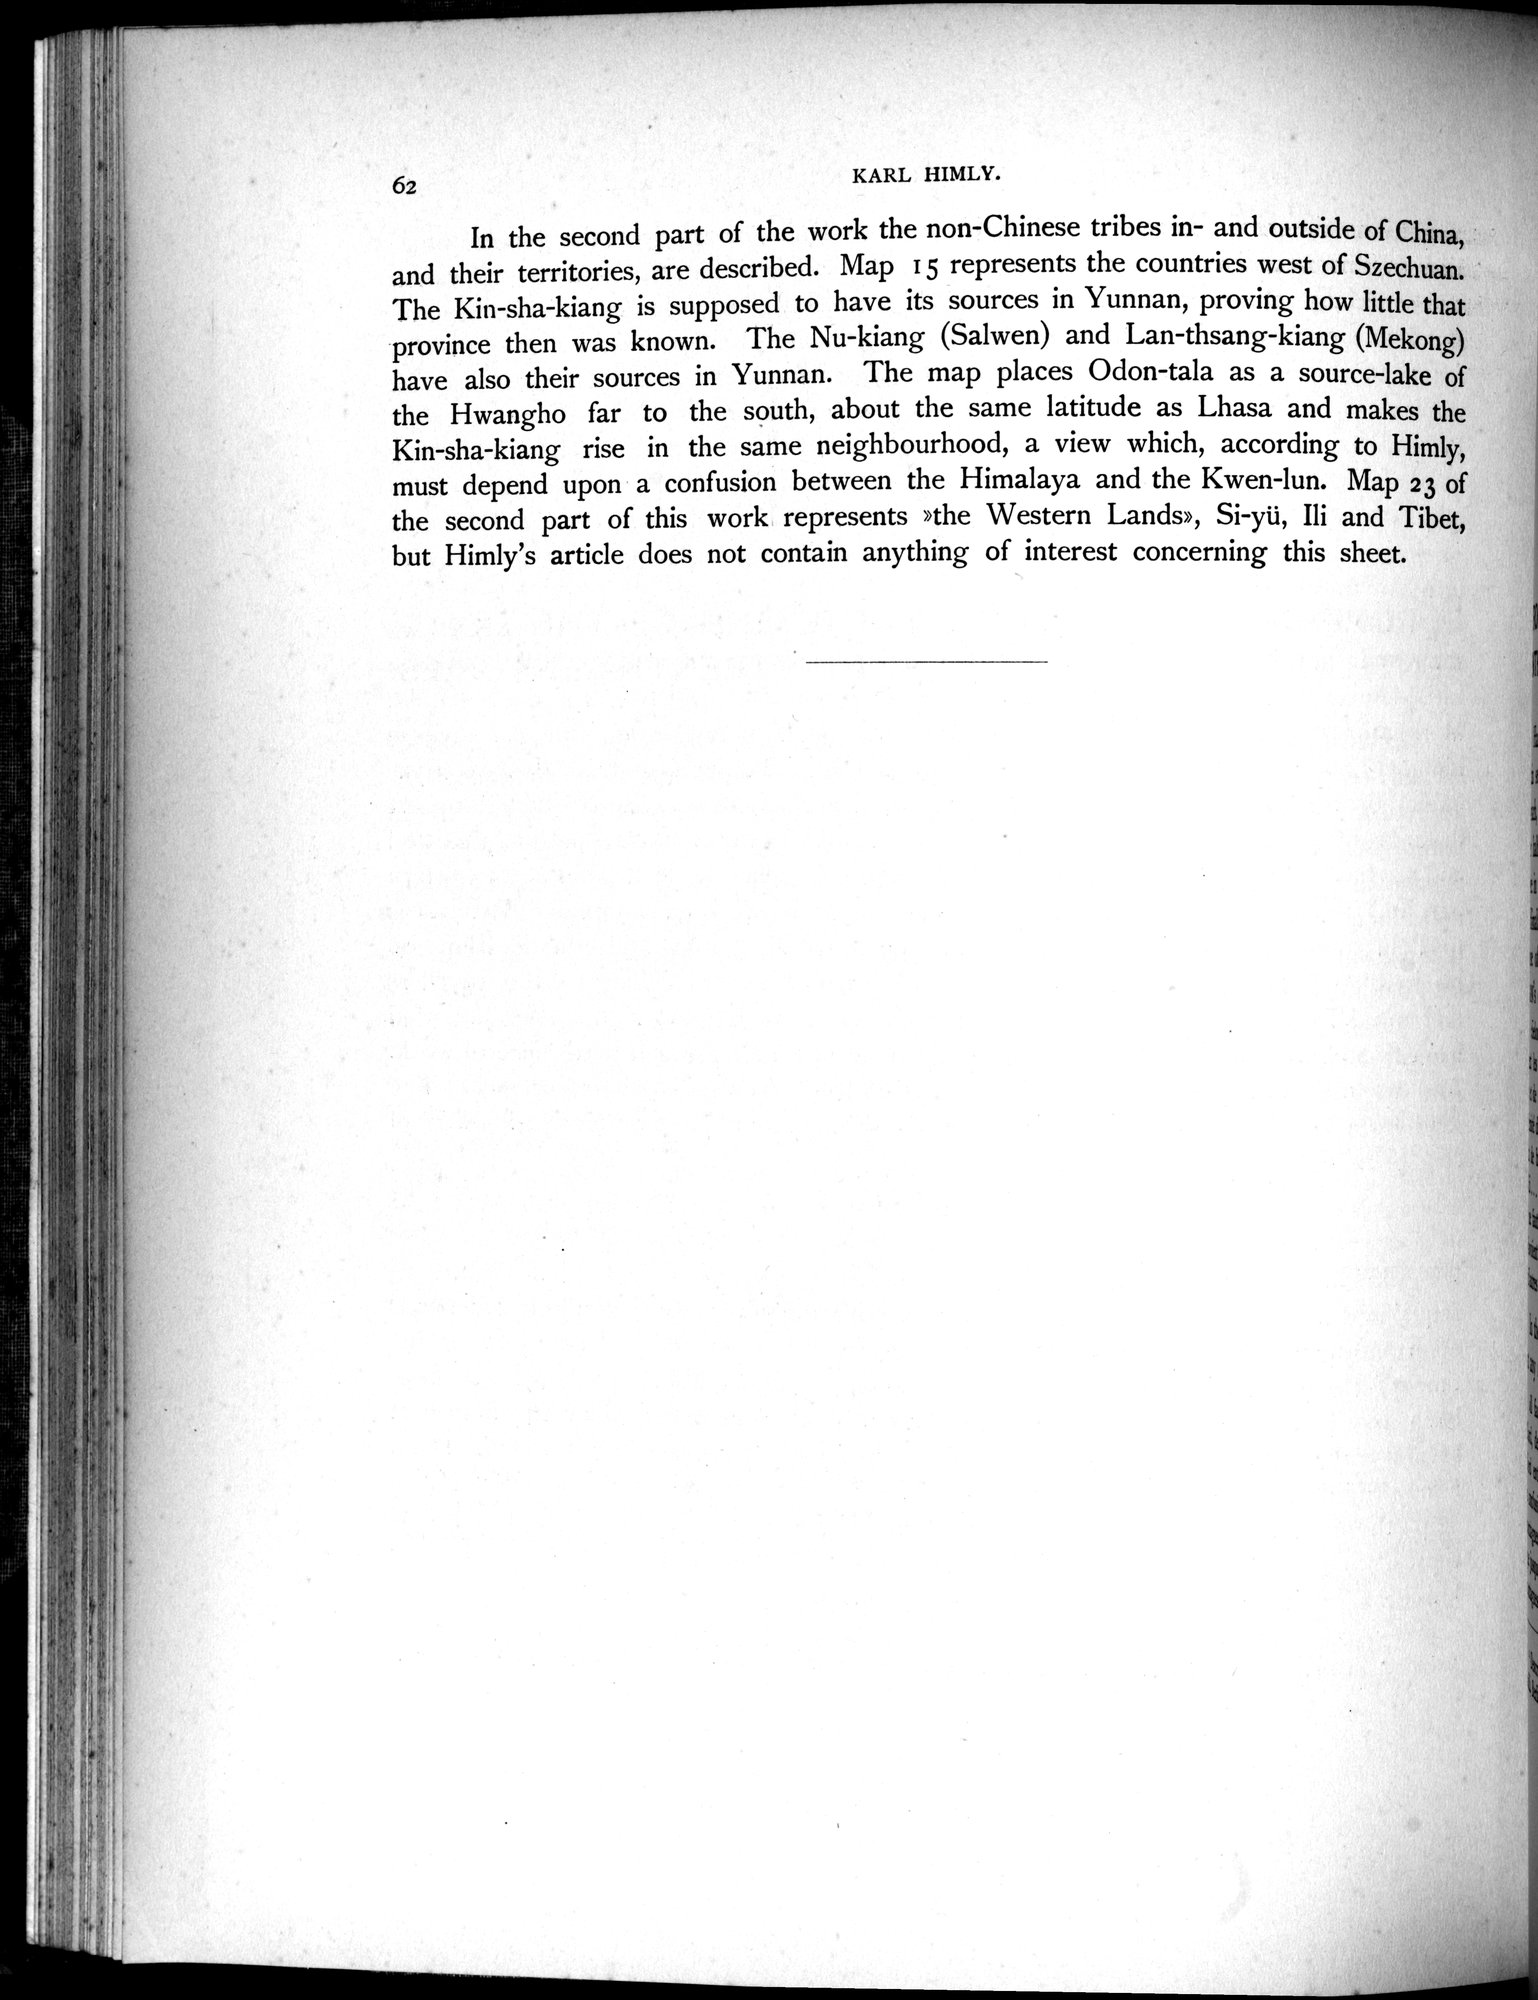 62
KARL HIMLY.
In the second part of the work the non-Chinese tribes in- and outside of China,
and their territories, are described. Map 15 represents the countries west of Szechuan.
The Kin-sha-kiang is supposed to have its sources in Yunnan, proving how little that
province then was known. The Nu-kiang (Salwen) and Lan-thsang-kiang (Mekong)
have also their sources in Yunnan. The map places Odon-tala as a source-lake of
the Hwangho far to the south, about the same latitude as Lhasa and makes the
Kin-sha-kiang rise in the same neighbourhood, a view which, according to Himly,
must depend upon a confusion between the Himalaya and the Kwen-lun. Map 23 of
the second part of this work represents »the Western Lands», Si-yü, Ili and Tibet,
but Himly's article does not contain anything of interest concerning this sheet.